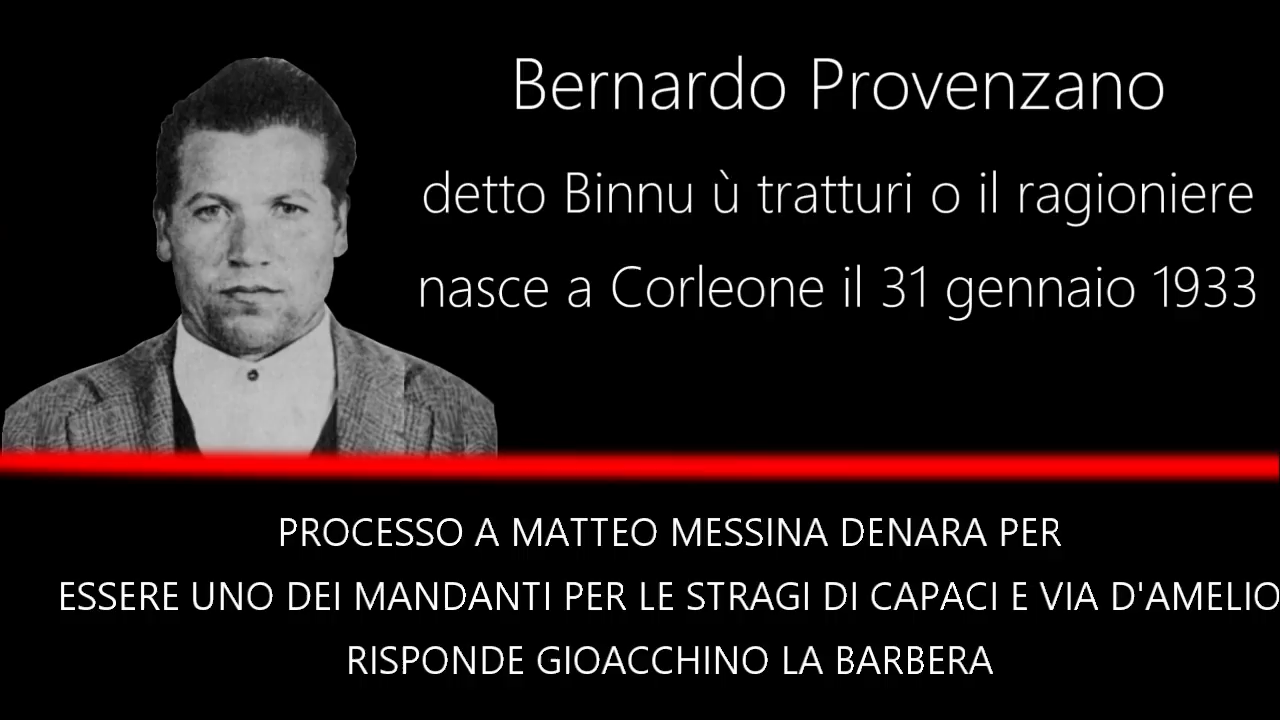 Bernardo Provenzano
detto Binnu ù tratturi o il ragioniere
nasce a Corleone il 31 gennaio 1933
PROCESSO A MATTEO MESSINA DENARA PER
ESSERE UNO DEI MANDANTI PER LE STRAGI DI CAPACI E VIA D'AMELIO
RISPONDE GIOACCHINO LA BARBERA